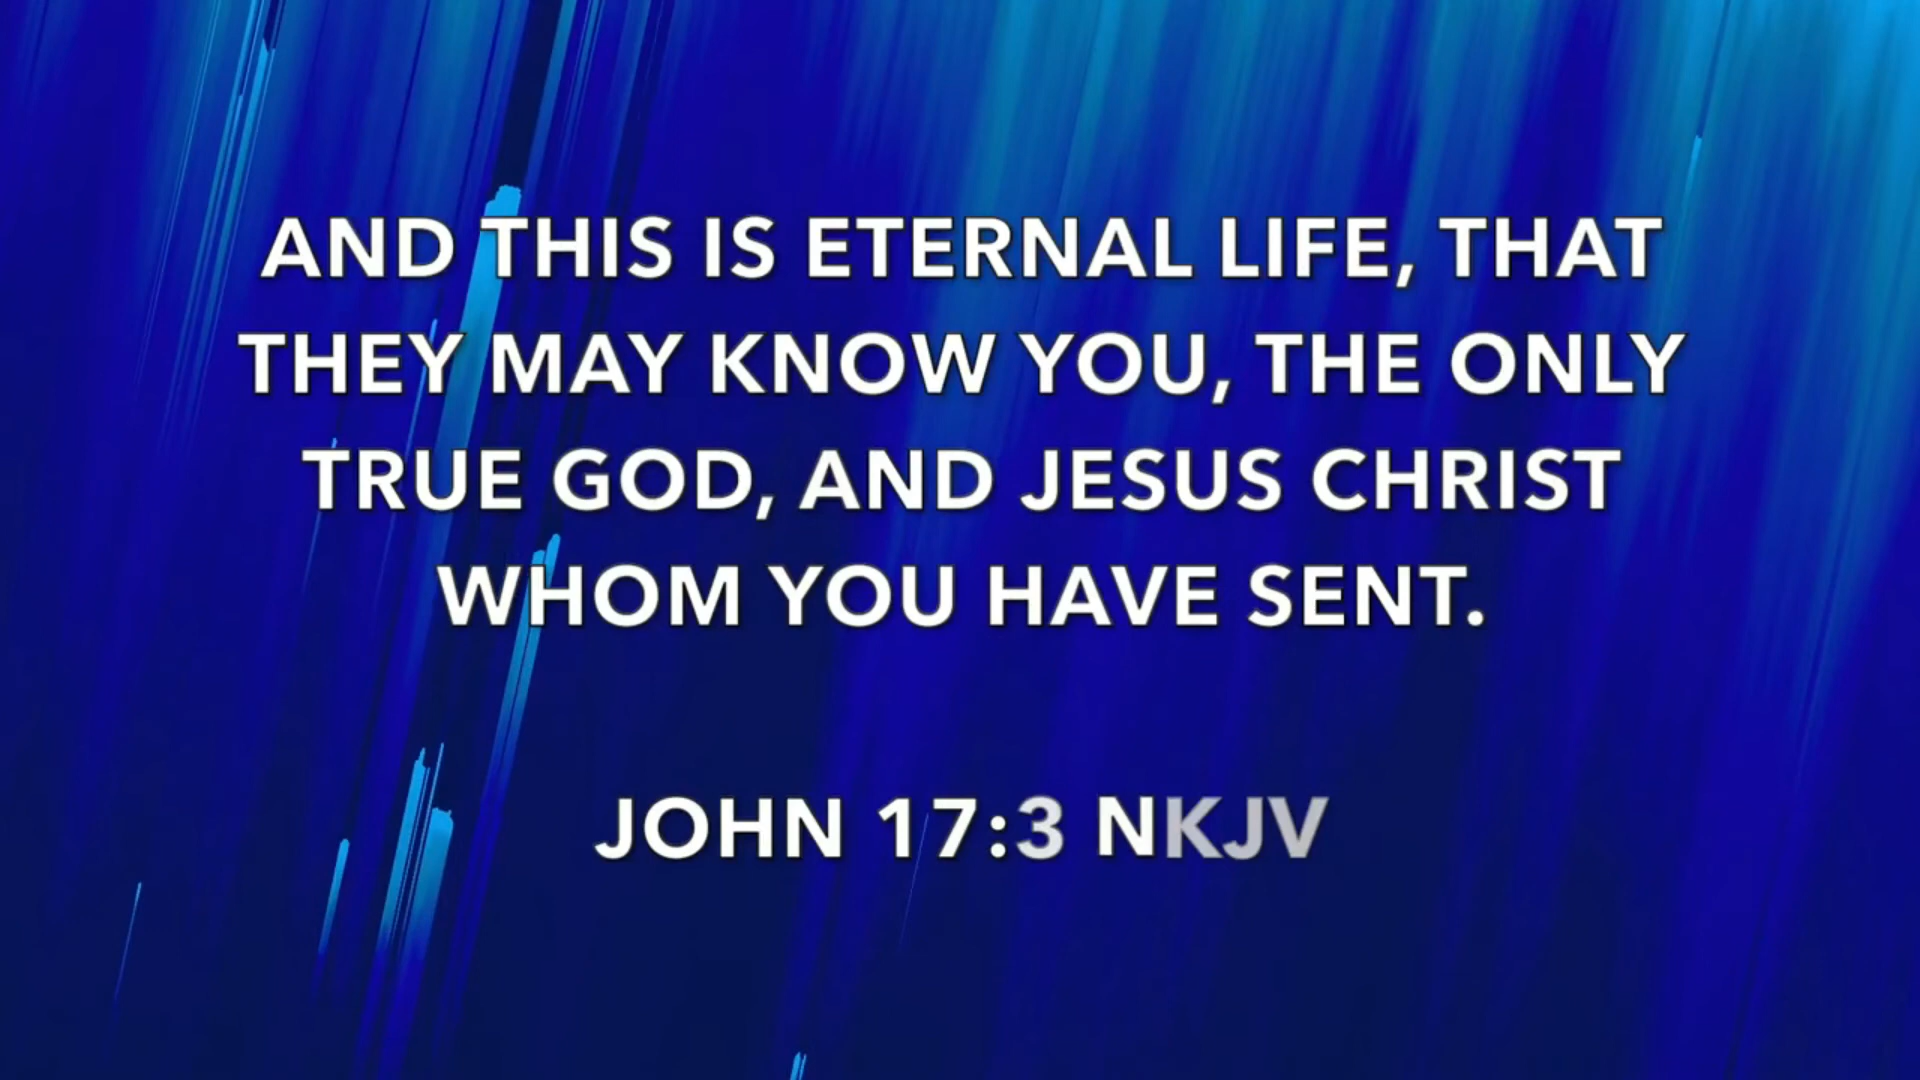 AND THIS IS ETERNAL LIFE, THAT
THEY MAY KNOW YOU, THE ONLY
TRUE GOD, AND JESUS CHRIST
WHOM YOU HAVE SENT.
JOHN 17:3 NKJV